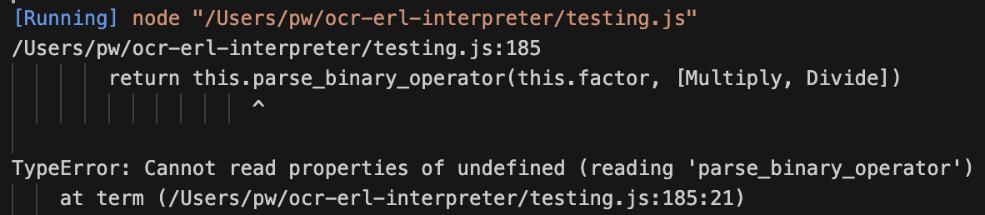 [Running] node "/Users/pw/ocr-erl-interpreter/testing.js"
/Users/pw/ocr-erl-interpreter/testing.js:185
        return this.parse_binary_operator(this.factor, [Multiply, Divide])
                    ^
TypeError: Cannot read properties of undefined (reading 'parse_binary_operator')
    at term (/Users/pw/ocr-erl-interpreter/testing.js:185:21)